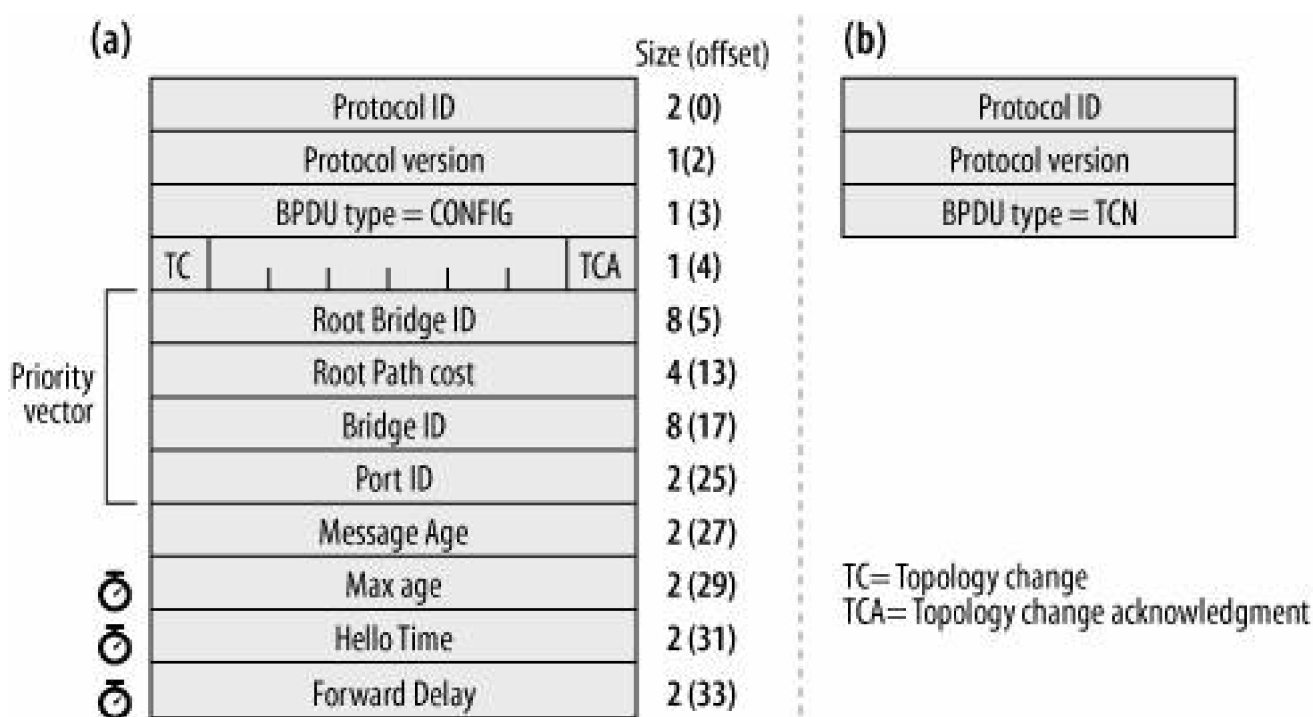 (a)
Size (offset)
Protocol ID 2 (0)
Protocol version 1(2)
BPDU type = CONFIG 1 (3)
TC TCA 1 (4)
Root Bridge ID 8 (5)
Root Path cost 4 (13)
Bridge ID 8 (17)
Port ID 2 (25)
Priority
vector
Message Age 2 (27)
Max age 2 (29)
Hello Time 2 (31)
Forward Delay 2 (33)
(b)
Protocol ID
Protocol version
BPDU type = TCN
TC= Topology change
TCA= Topology change acknowledgment